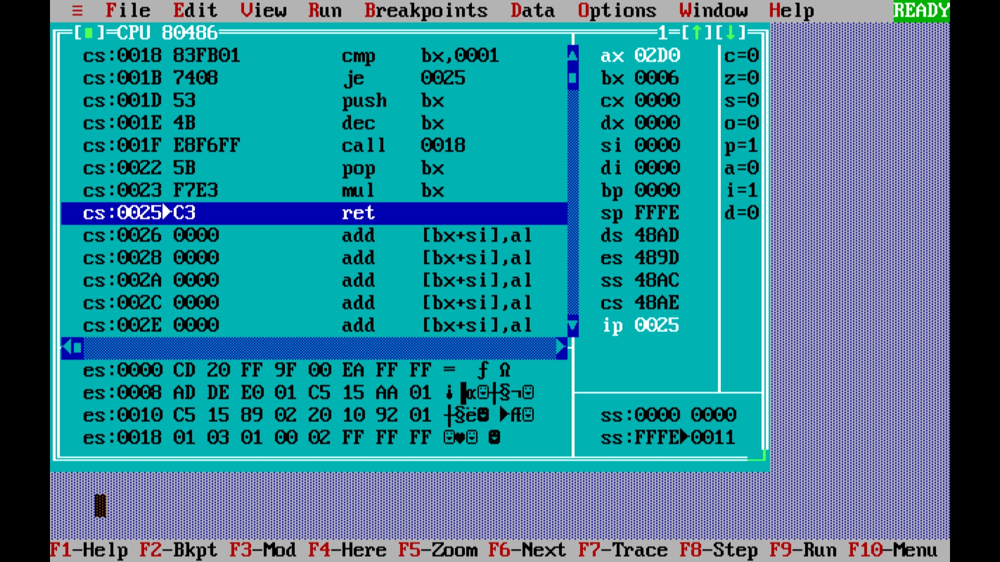 ≡ File Edit View Run Breakpoints Data Options Window Help READY
[■]=CPU 80486 1=[↑][↓]
cs:0018 83FB01 cmp bx,0001 ax 02D0 c=0
cs:001B 7408 je 0025 bx 0006 z=0
cs:001D 53 push bx cx 0000 s=0
cs:001E 4B dec bx dx 0000 o=0
cs:001F E8F6FF call 0018 si 0000 p=1
cs:0022 5B pop bx di 0000 a=0
cs:0023 F7E3 mul bx bp 0000 i=1
cs:0025►C3 ret sp FFFE d=0
cs:0026 0000 add [bx+si],al ds 48AD
cs:0028 0000 add [bx+si],al es 489D
cs:002A 0000 add [bx+si],al ss 48AC
cs:002C 0000 add [bx+si],al cs 48AE
cs:002E 0000 add [bx+si],al ip 0025
es:0000 CD 20 FF 9F 00 EA FF FF = ƒ Ω
es:0008 AD DE E0 01 C5 15 AA 01 ¡▐α☺┼§¬☺
es:0010 C5 15 89 02 20 10 92 01 ┼§ë☻ ►Æ☺ ss:0000 0000
es:0018 01 03 01 00 02 FF FF FF ☺♥☺ ☻ ss:FFFE►0011
F1-Help F2-Bkpt F3-Mod F4-Here F5-Zoom F6-Next F7-Trace F8-Step F9-Run F10-Menu